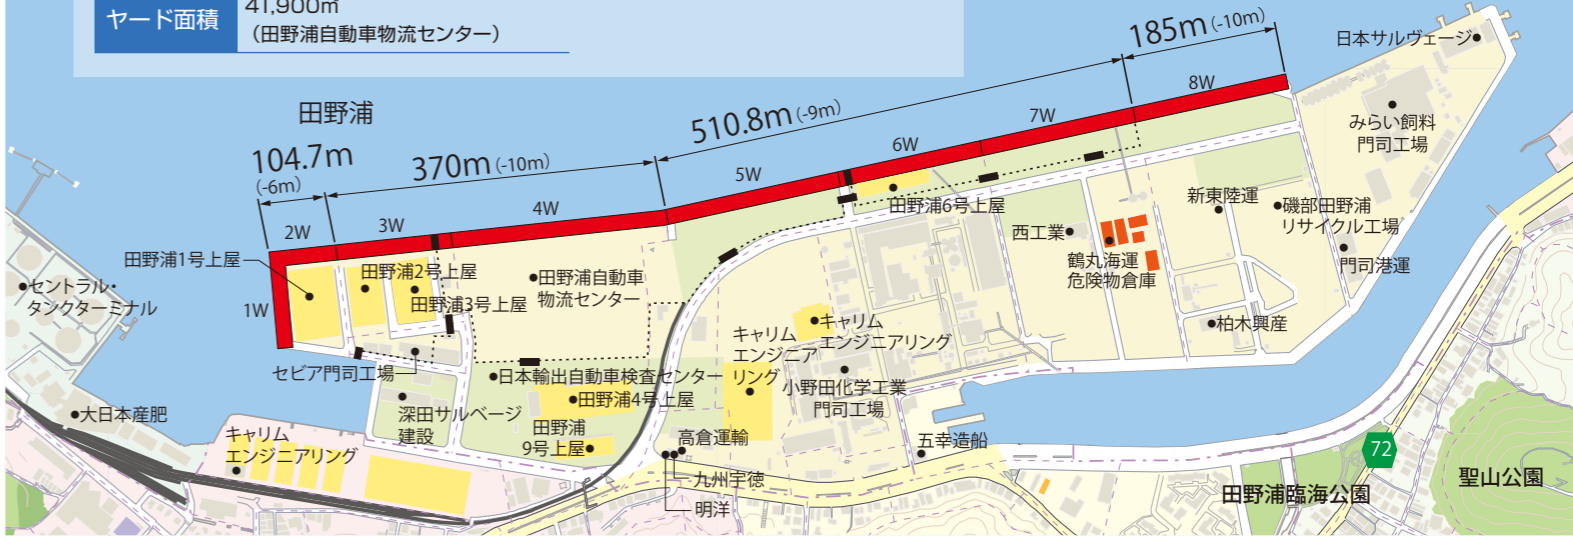 ヤード面積
41,900㎡
（田野浦自動車物流センター）
田野浦
104.7m
(-6m)
370m (-10m)
510.8m (-9m)
185m (-10m)
1W
2W
3W
4W
5W
6W
7W
8W
日本サルヴェージ
みらい飼料
門司工場
新東陸運
磯部田野浦
リサイクル工場
門司港運
西工業
鶴丸海運
危険物倉庫
柏木興産
田野浦6号上屋
田野浦1号上屋
田野浦2号上屋
田野浦3号上屋
田野浦自動車
物流センター
セントラル・
タンクターミナル
セビア門司工場
キャリム
エンジニアリング
キャリム
エンジニア
リング
小野田化学工業
門司工場
日本輸出自動車検査センター
田野浦4号上屋
田野浦
9号上屋
深田サルベージ
建設
大日本産肥
キャリム
エンジニアリング
高倉運輸
九州宇徳
明洋
五幸造船
72
田野浦臨海公園
聖山公園